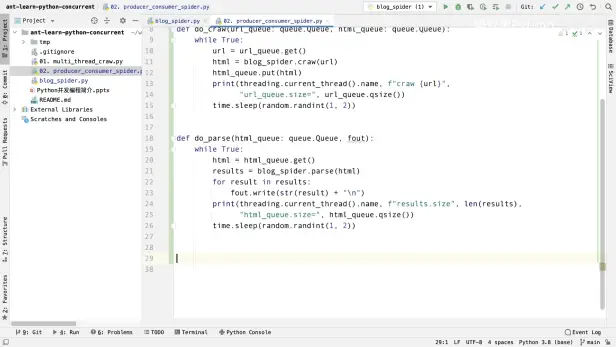 ant-learn-python-concurrent
02. producer_consumer_spider.py
blog_spider (1)
Git:
Project
blog_spider.py
02. producer_consumer_spider.py
ant-learn-python-concurrent
tmp
.gitignore
01. multi_thread_craw.py
02. producer_consumer_spider.py
blog_spider.py
Python并发编程简介.pptx
README.md
External Libraries
Scratches and Consoles
1: Project
0: Commit
Pull Requests
7: Structure
2: Favorites
Database
SciView
8 def do_craw(url_queue: queue.Queue, html_queue: queue.Queue):
9 while True:
10 url = url_queue.get()
11 html = blog_spider.craw(url)
12 html_queue.put(html)
13 print(threading.current_thread().name, f"craw {url}",
14 "url_queue.size=", url_queue.qsize())
15 time.sleep(random.randint(1, 2))
16
17
18 def do_parse(html_queue: queue.Queue, fout):
19 while True:
20 html = html_queue.get()
21 results = blog_spider.parse(html)
22 for result in results:
23 fout.write(str(result) + "\n")
24 print(threading.current_thread().name, f"results.size", len(results),
25 "html_queue.size=", html_queue.qsize())
26 time.sleep(random.randint(1, 2))
27
28
29
30
9: Git
4: Run
6: Problems
TODO
Terminal
Python Console
Event Log
29:1 LF UTF-8 4 spaces Python 3.8 (base) main